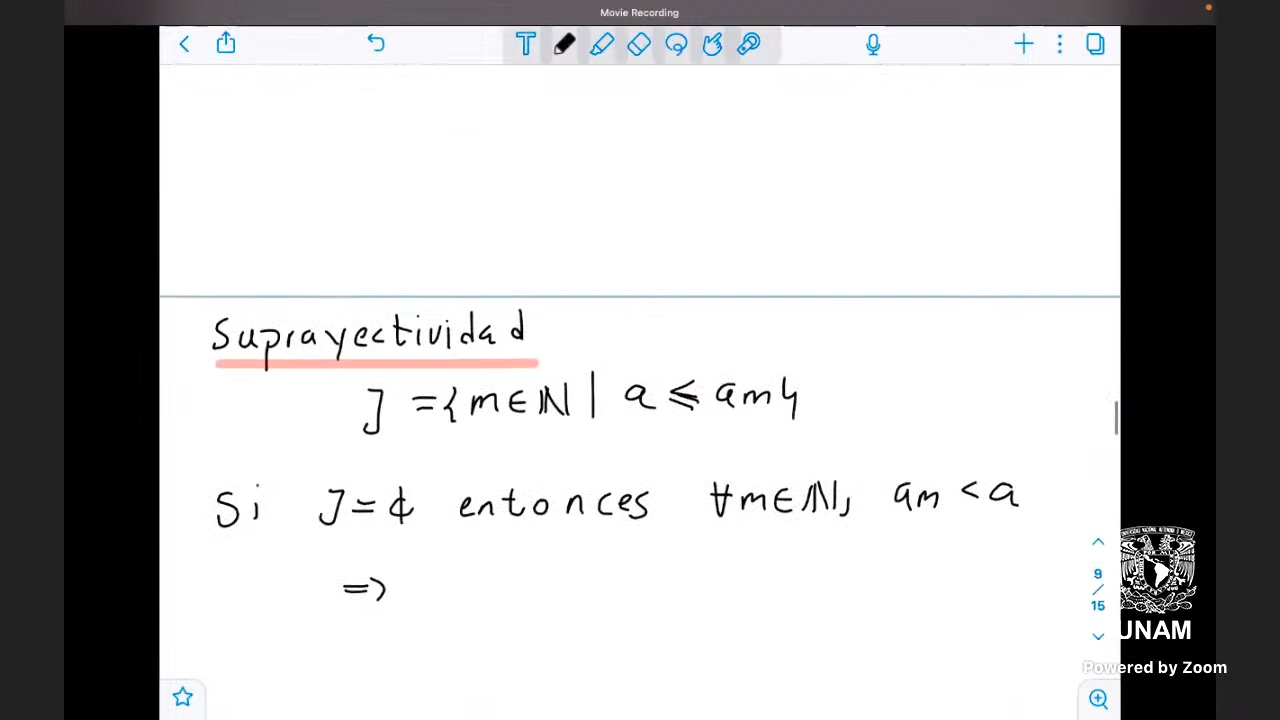 Movie Recording
Suprayectividad
J = {m ∈ ℕ | a ≤ am}
Si J = ∅ entonces ∀m ∈ ℕ, am < a
⇒
9
/
15
UNAM
Powered by Zoom